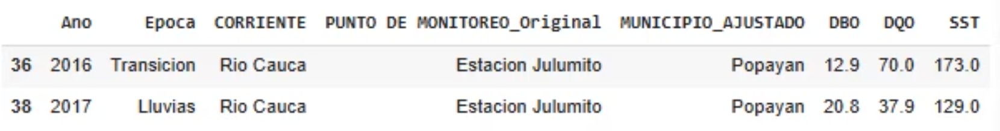 Ano Epoca CORRIENTE PUNTO DE MONITOREO_Original MUNICIPIO_AJUSTADO DBO DQO SST
36 2016 Transicion Rio Cauca Estacion Julumito Popayan 12.9 70.0 173.0
38 2017 Lluvias Rio Cauca Estacion Julumito Popayan 20.8 37.9 129.0